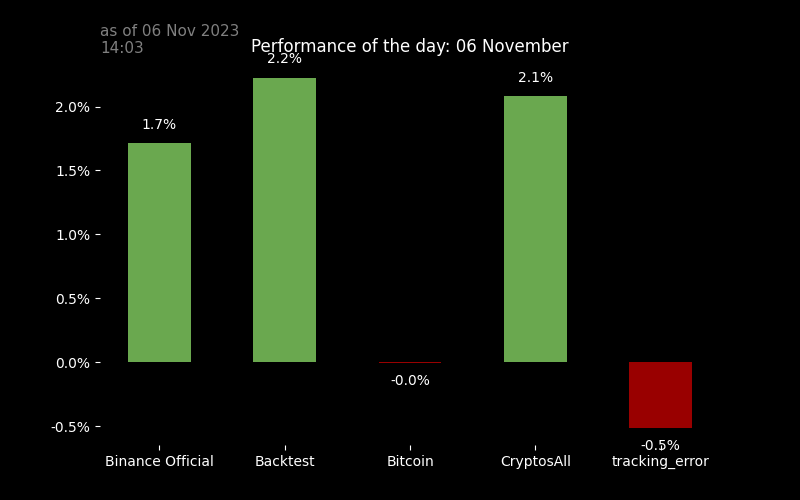 as of 06 Nov 2023
14:03
Performance of the day: 06 November
2.2%
2.1%
2.0%
1.7%
1.5%
1.0%
0.5%
0.0%
-0.0%
-0.5%
-0.5%
Binance Official
Backtest
Bitcoin
CryptosAll
tracking_error